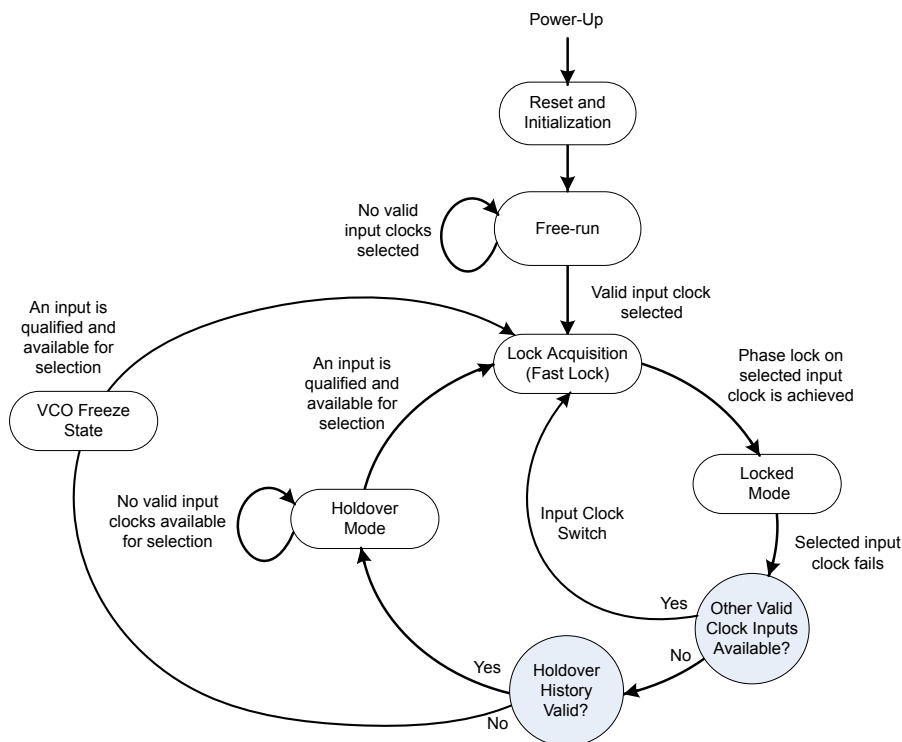 Power-Up
Reset and
Initialization
No valid
input clocks
selected
Free-run
Valid input clock
selected
An input is
qualified and
available for
selection
Lock Acquisition
(Fast Lock)
An input is
qualified and
available for
selection
Phase lock on
selected input
clock is achieved
VCO Freeze
State
Locked
Mode
No valid input
clocks available
for selection
Holdover
Mode
Input Clock
Switch
Selected input
clock fails
Yes
Other Valid
Clock Inputs
Available?
No
Yes
Holdover
History
Valid?
No